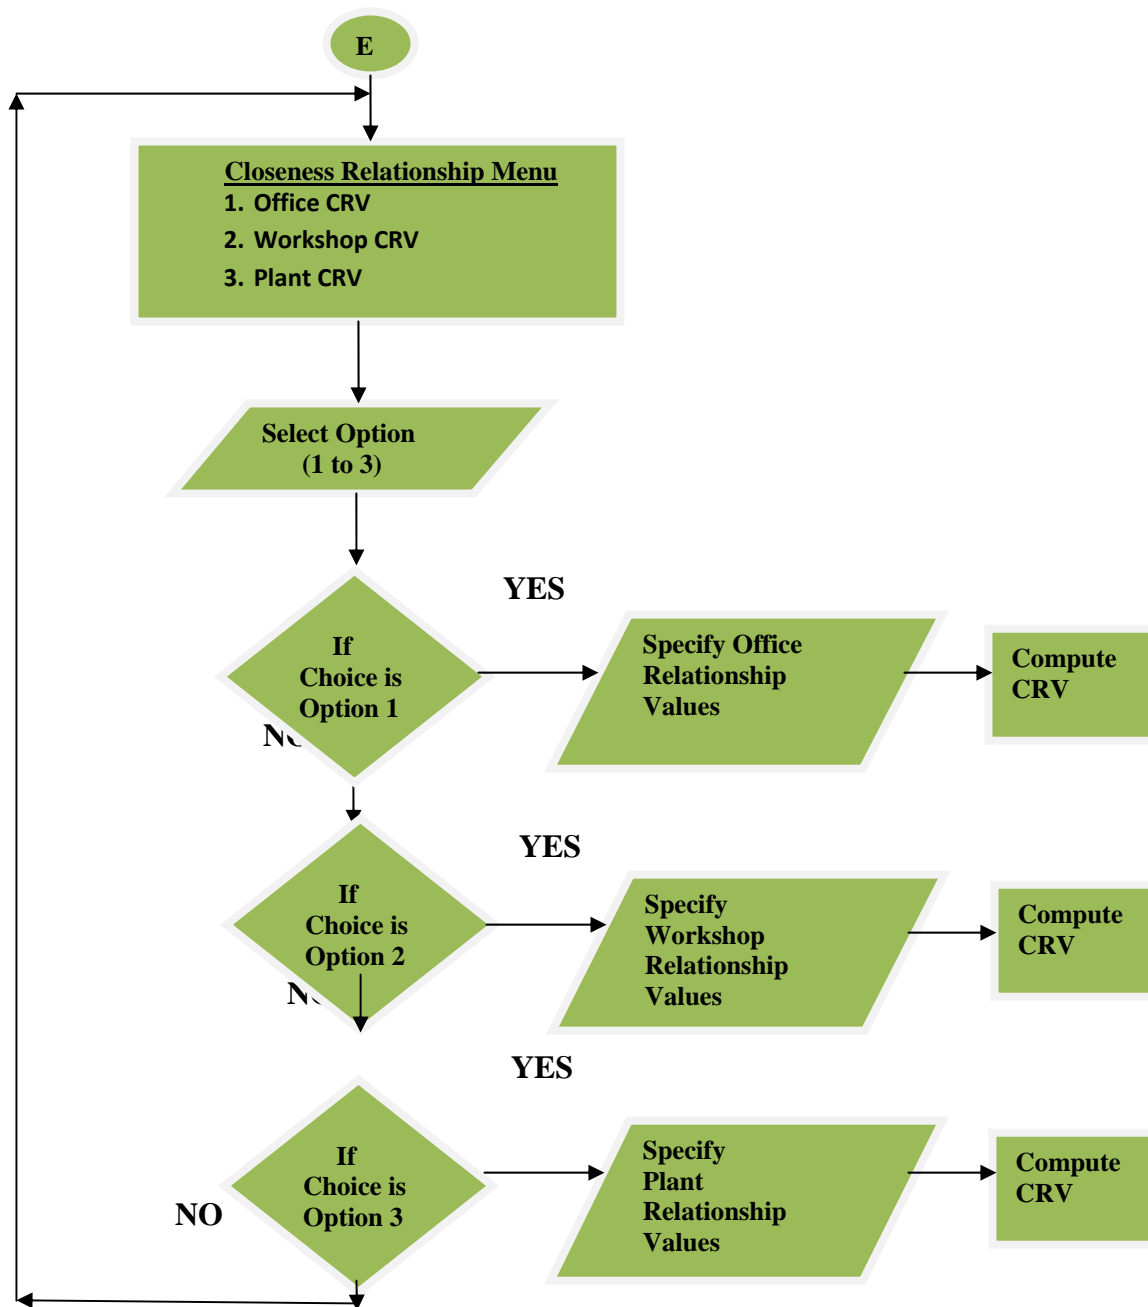 E
Closeness Relationship Menu
1. Office CRV
2. Workshop CRV
3. Plant CRV
Select Option
(1 to 3)
YES
If
Choice is
Option 1
Specify Office
Relationship
Values
Compute
CRV
YES
If
Choice is
Option 2
Specify
Workshop
Relationship
Values
Compute
CRV
YES
If
Choice is
Option 3
NO
Specify
Plant
Relationship
Values
Compute
CRV